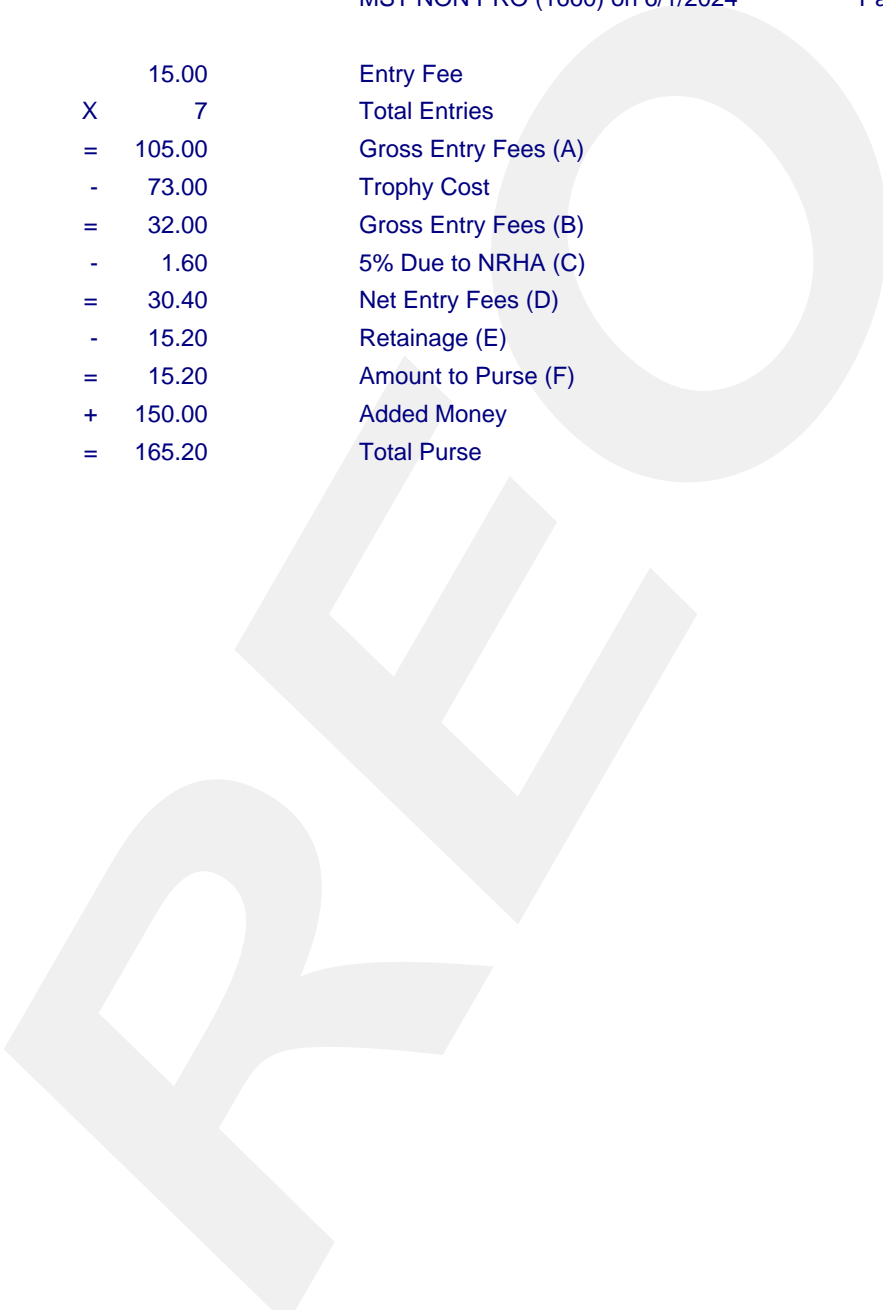 15.00 Entry Fee
X 7 Total Entries
= 105.00 Gross Entry Fees (A)
- 73.00 Trophy Cost
= 32.00 Gross Entry Fees (B)
- 1.60 5% Due to NRHA (C)
= 30.40 Net Entry Fees (D)
- 15.20 Retainage (E)
= 15.20 Amount to Purse (F)
+ 150.00 Added Money
= 165.20 Total Purse
REO